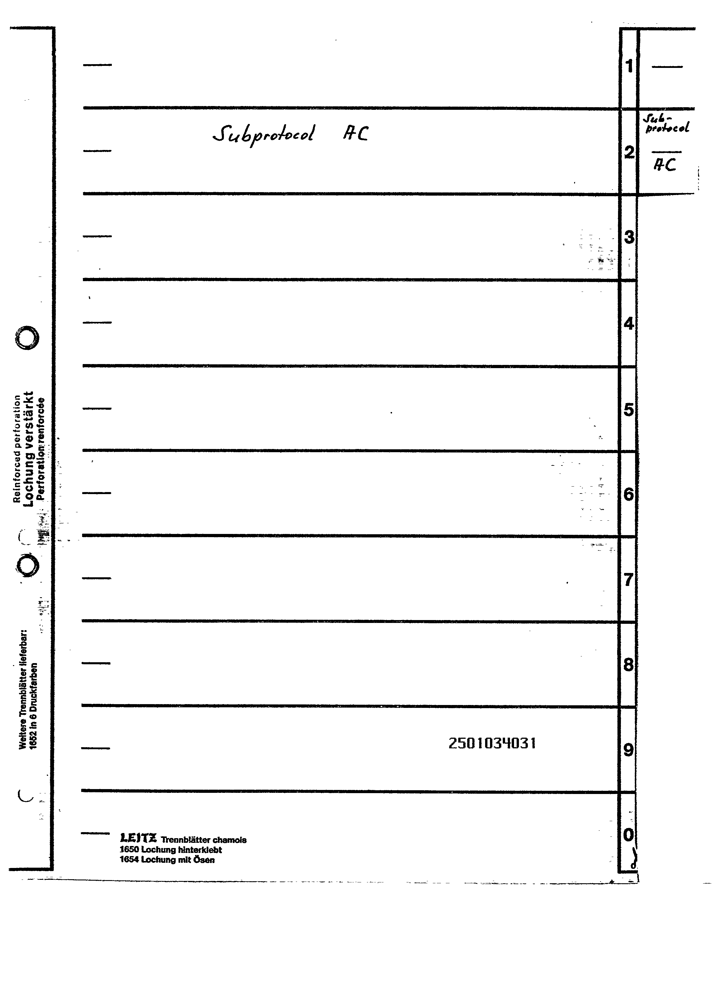 1
Subprotocol AC
Sub-
protocol
AC
2
3
4
5
6
7
8
2501034031
9
0
Reinforced perforation
Lochung verstärkt
Perforation renforcée
Weitere Trennblätter lieferbar:
1652 in 6 Druckfarben
LEITZ Trennblätter chamois
1650 Lochung hinterklebt
1654 Lochung mit Ösen